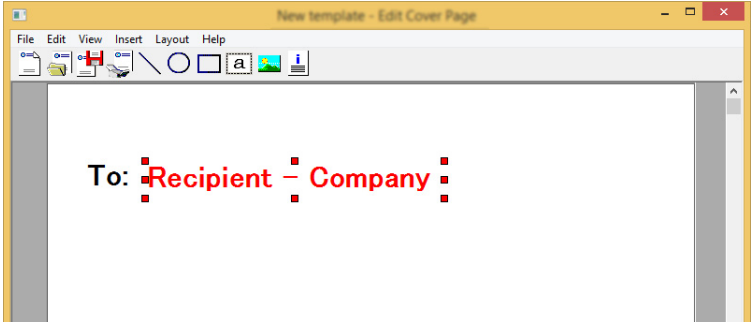 New template - Edit Cover Page
File Edit View Insert Layout Help
a i
To: Recipient - Company